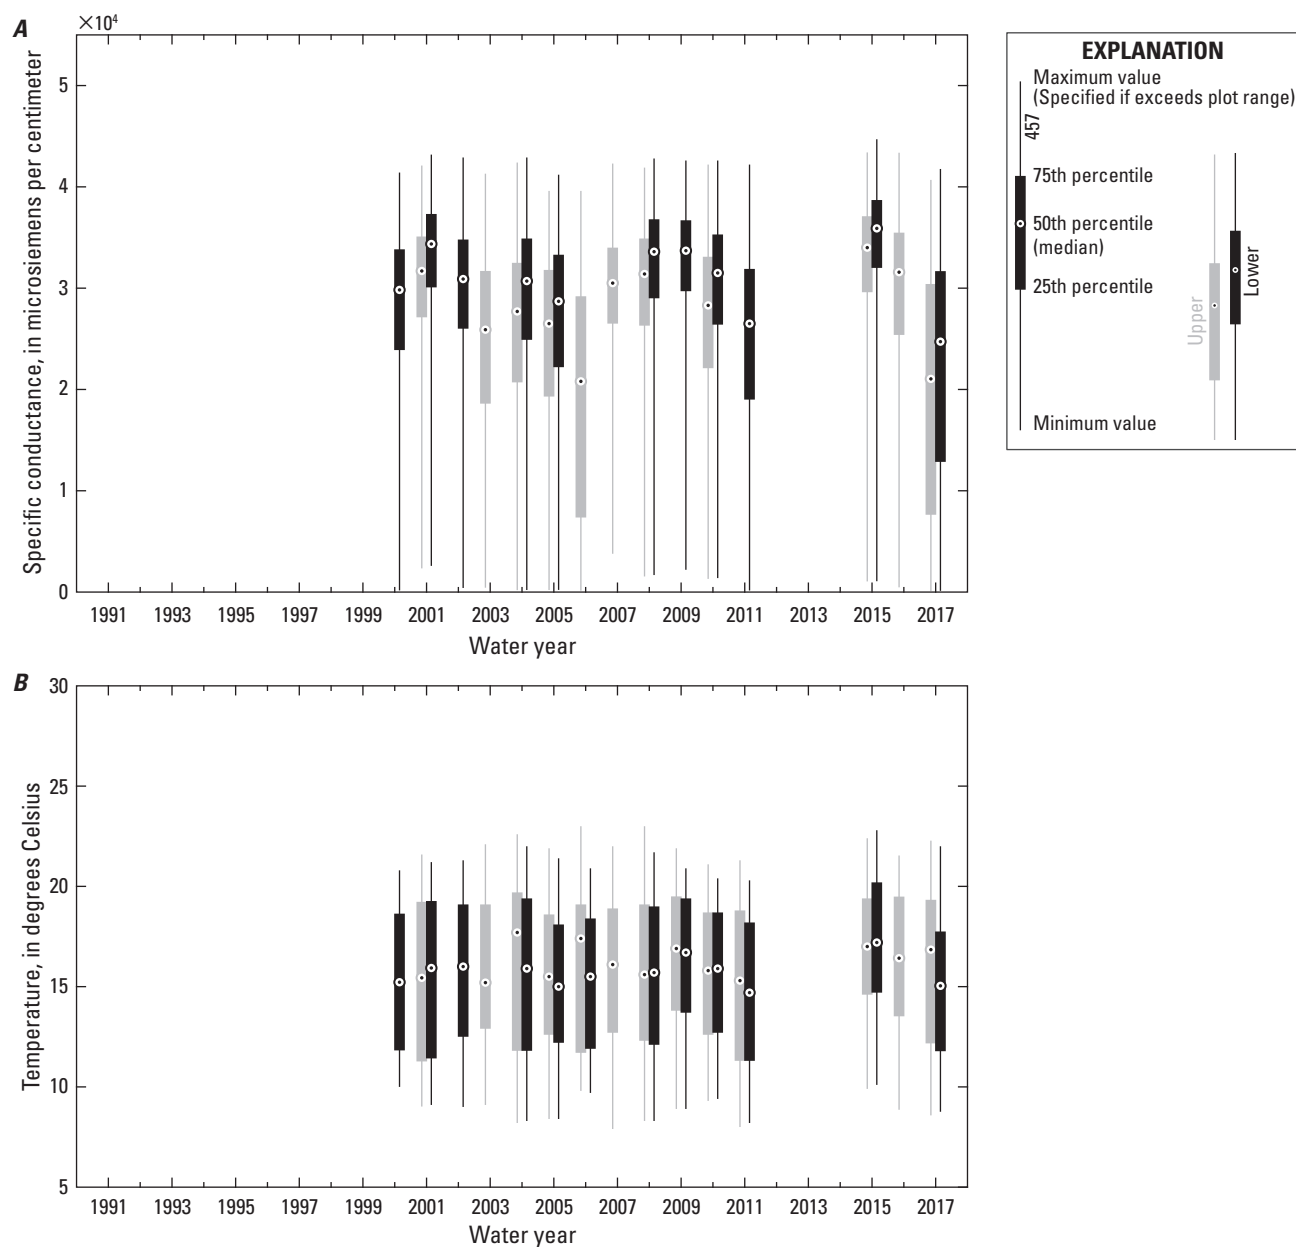 A
×10⁴
Specific conductance, in microsiemens per centimeter
5
4
3
2
1
0
1991 1993 1995 1997 1999 2001 2003 2005 2007 2009 2011 2013 2015 2017
Water year
EXPLANATION
Maximum value
(Specified if exceeds plot range)
457
75th percentile
50th percentile
(median)
25th percentile
Minimum value
Upper
Lower
B
Temperature, in degrees Celsius
30
25
20
15
10
5
1991 1993 1995 1997 1999 2001 2003 2005 2007 2009 2011 2013 2015 2017
Water year